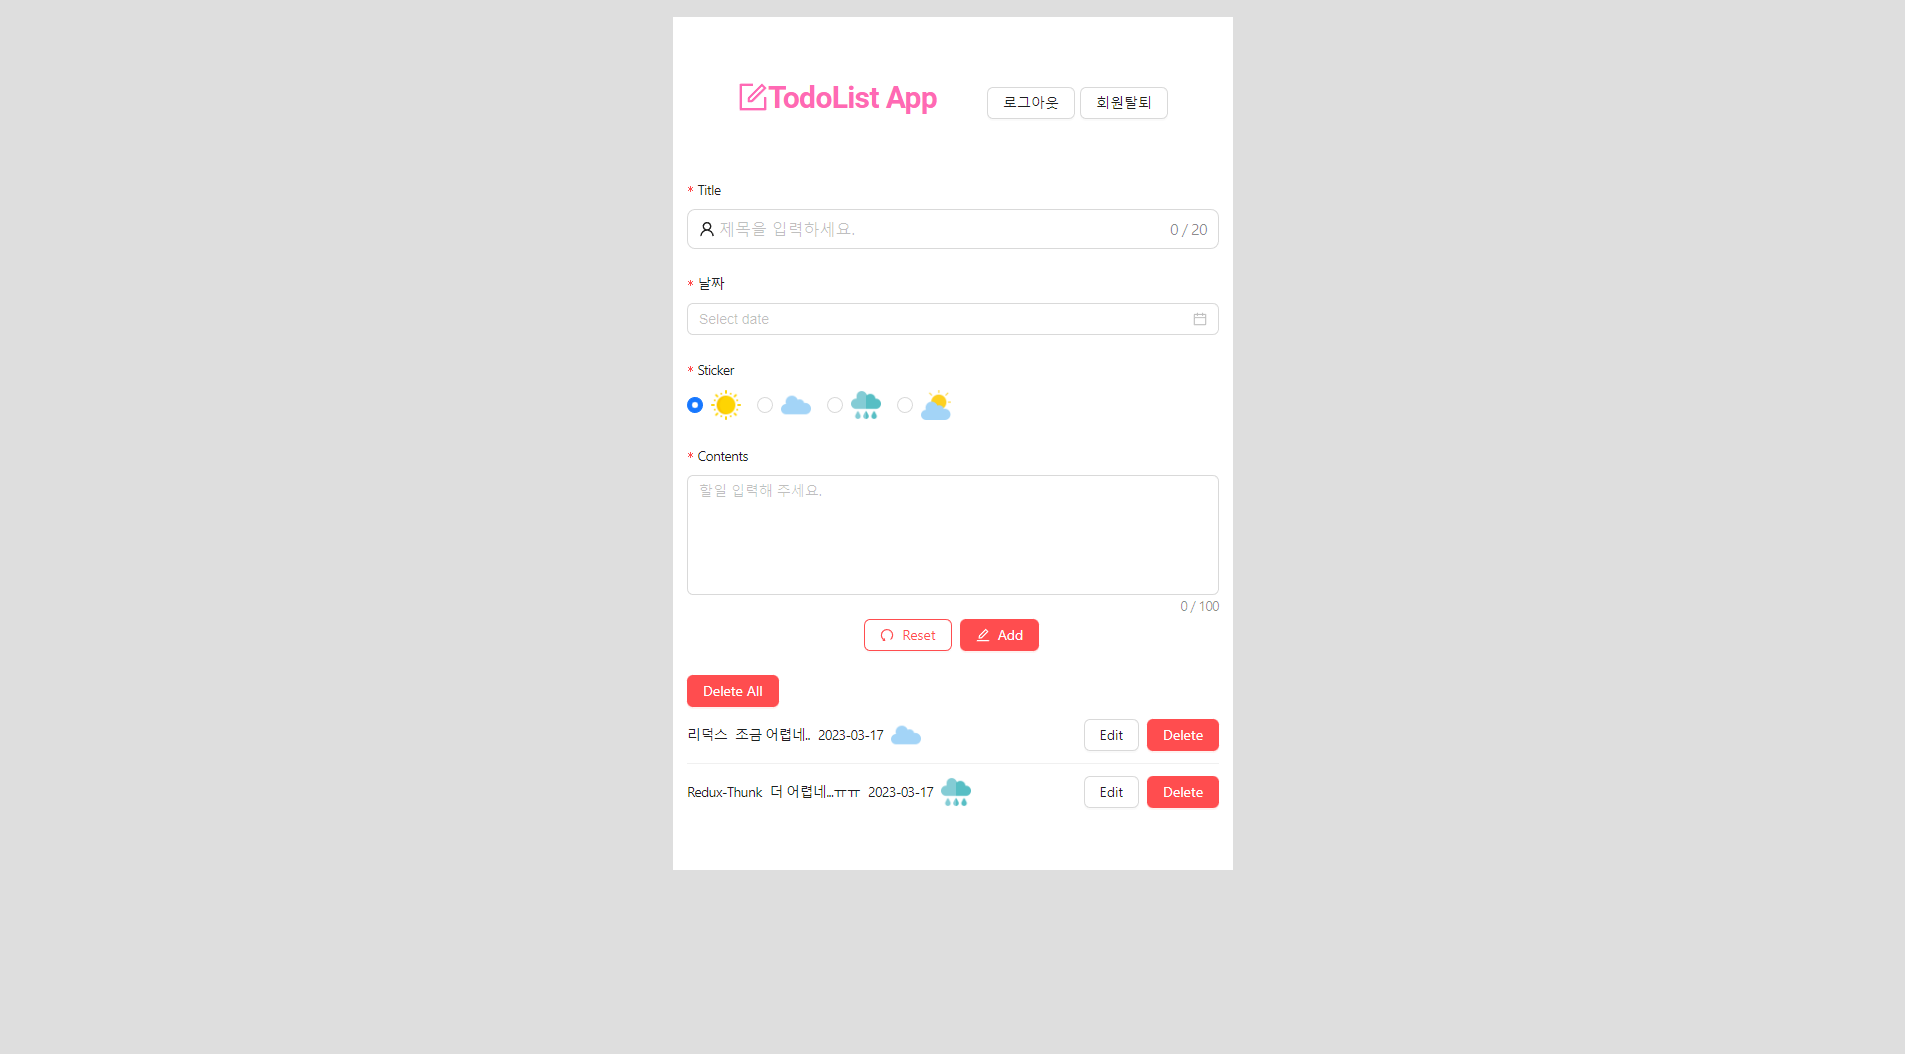 TodoList App 로그아웃 회원탈퇴
* Title
제목을 입력하세요. 0 / 20
* 날짜
Select date
* Sticker
* Contents
할일 입력해 주세요.
0 / 100
Reset Add
Delete All
리덕스 조금 어렵네.. 2023-03-17 Edit Delete
Redux-Thunk 더 어렵네...ㅠㅠ 2023-03-17 Edit Delete